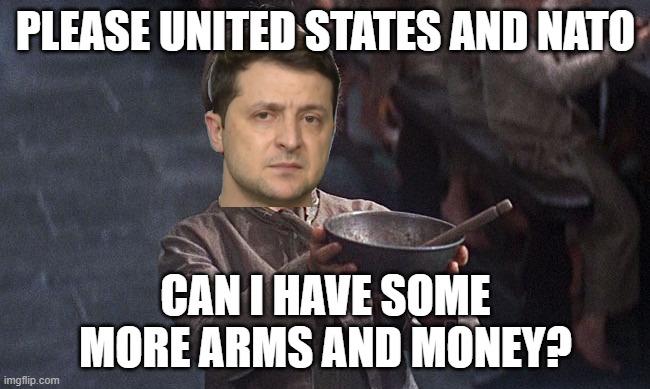 PLEASE UNITED STATES AND NATO
CAN I HAVE SOME
MORE ARMS AND MONEY?
imgflip.com